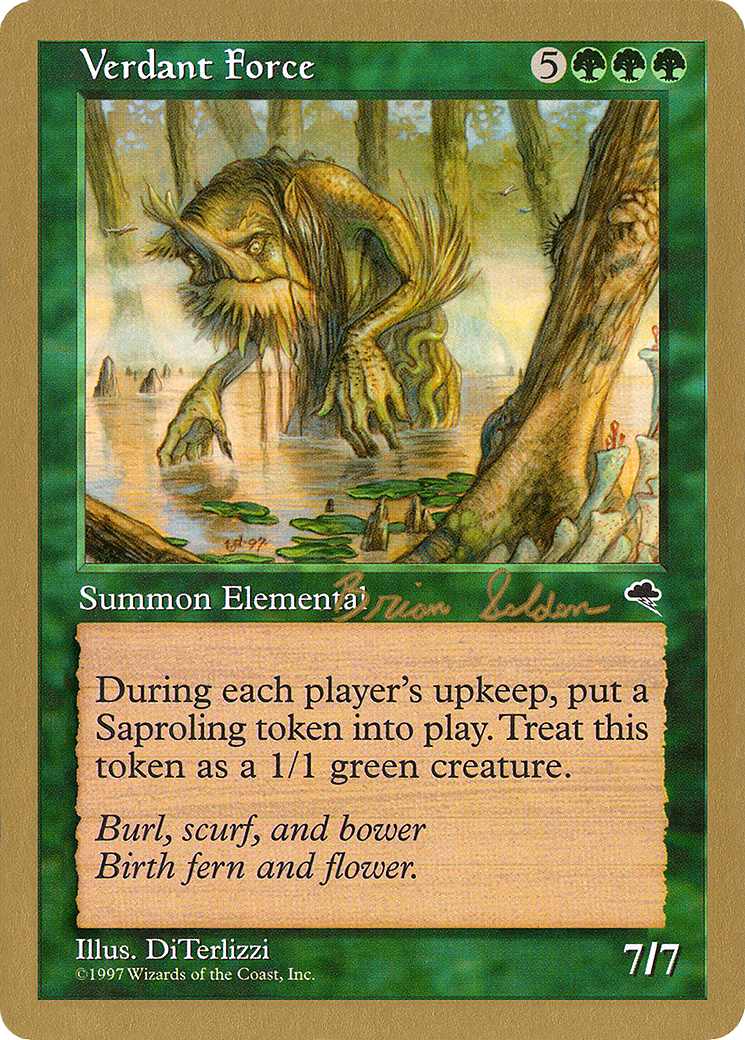 Verdant Force 5
tdl·97
Summon Elemental
Brian Selden
During each player's upkeep, put a
Saproling token into play. Treat this
token as a 1/1 green creature.
Burl, scurf, and bower
Birth fern and flower.
Illus. DiTerlizzi
©1997 Wizards of the Coast, Inc.
7/7